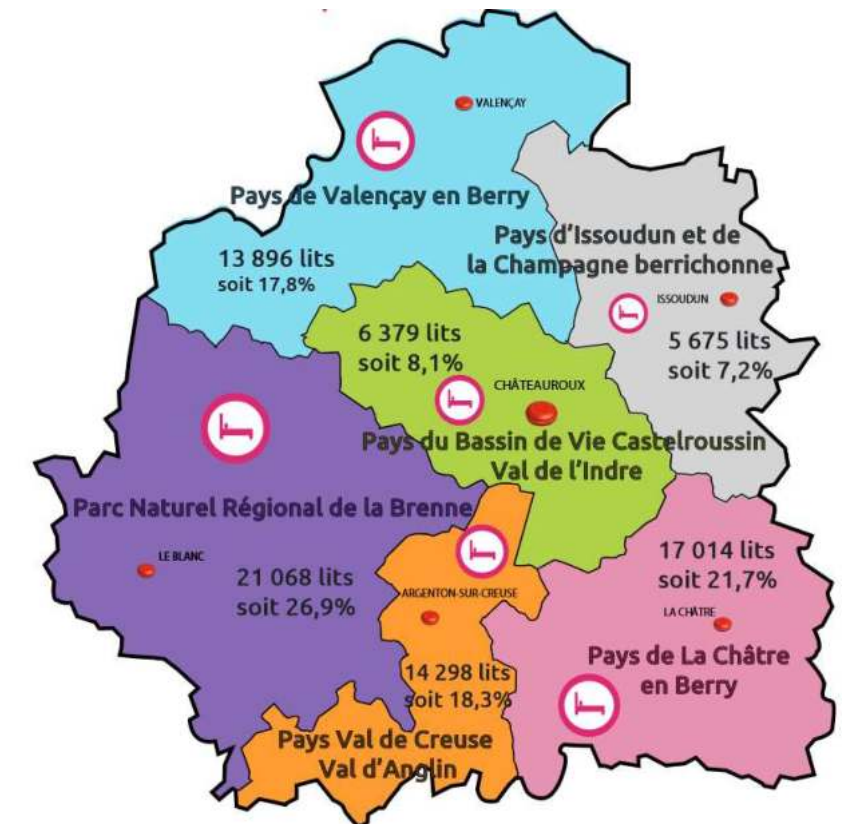 VALENÇAY
Pays de Valençay en Berry
13 896 lits
soit 17,8%
Pays d'Issoudun et de
la Champagne berrichonne
ISSOUDUN
5 675 lits
soit 7,2%
6 379 lits
soit 8,1%
CHÂTEAUROUX
Pays du Bassin de Vie Castelroussin
Val de l'Indre
Parc Naturel Régional de la Brenne
LE BLANC
21 068 lits
soit 26,9%
ARGENTON-SUR-CREUSE
14 298 lits
soit 18,3%
Pays Val de Creuse
Val d'Anglin
17 014 lits
soit 21,7%
LA CHÂTRE
Pays de La Châtre
en Berry